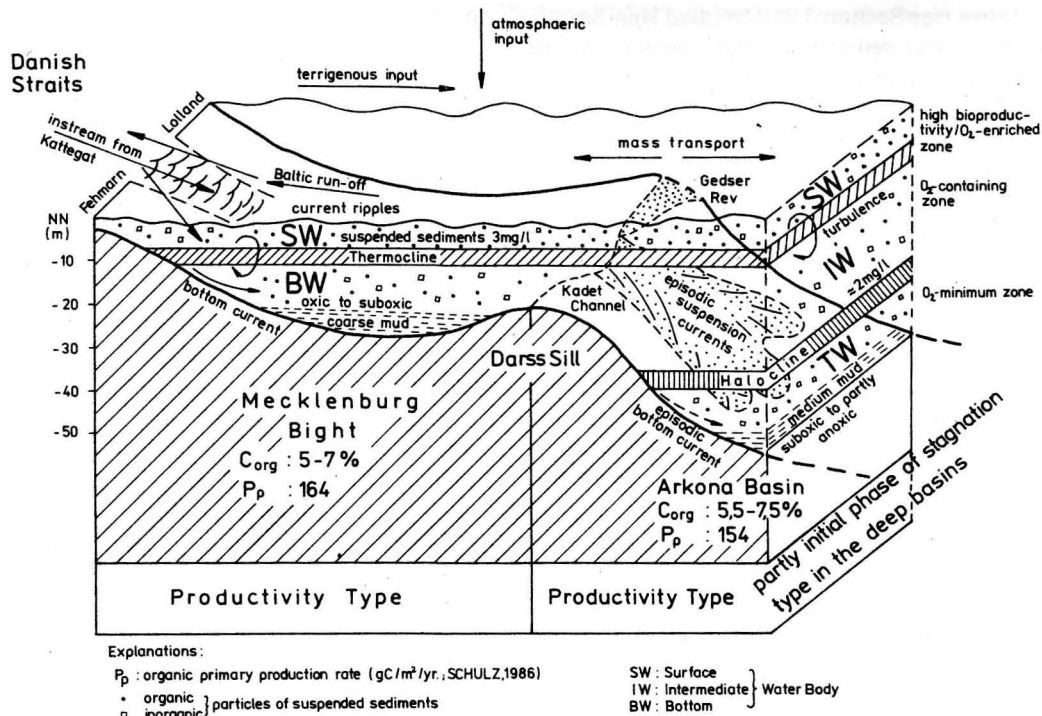 atmosphaeric
input
Danish
Straits
terrigenous input
Lolland
instream from
Kattegat
Fehmarn
Baltic run-off
current ripples
mass transport
Gedser
Rev
high bioproduc-
tivity/O₂-enriched
zone
O₂-containing
zone
O₂-minimum
zone
NN
(m)
-10
-20
-30
-40
-50
SW suspended sediments 3mg/l
Thermocline
BW
oxic to suboxic
coarse mud
bottom current
Kadet
Channel
episodic
suspension
currents
SW
turbulence
IW
≈2mg/l
Halocline
TW
medium mud
suboxic to partly
anoxic
episodic
bottom current
Darss Sill
Mecklenburg
Bight
Corg : 5-7%
Pp : 164
Arkona Basin
Corg : 5,5-7,5%
Pp : 154
partly initial phase of stagnation
type in the deep basins
Productivity Type
Productivity Type
Explanations:
Pp : organic primary production rate (gC/m²/yr.; SCHULZ,1986)
organic
inorganic } particles of suspended sediments
SW : Surface
IW : Intermediate } Water Body
BW : Bottom